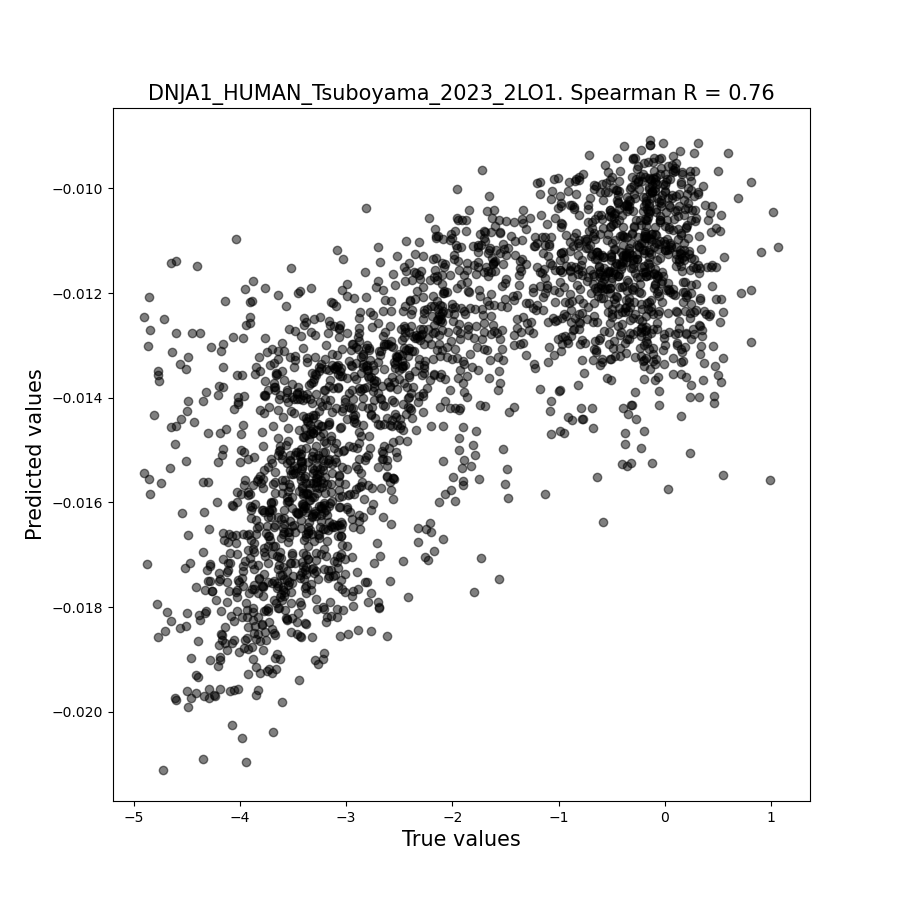 DNJA1_HUMAN_Tsuboyama_2023_2LO1. Spearman R = 0.76
Predicted values
−0.010
−0.012
−0.014
−0.016
−0.018
−0.020
−5 −4 −3 −2 −1 0 1
True values